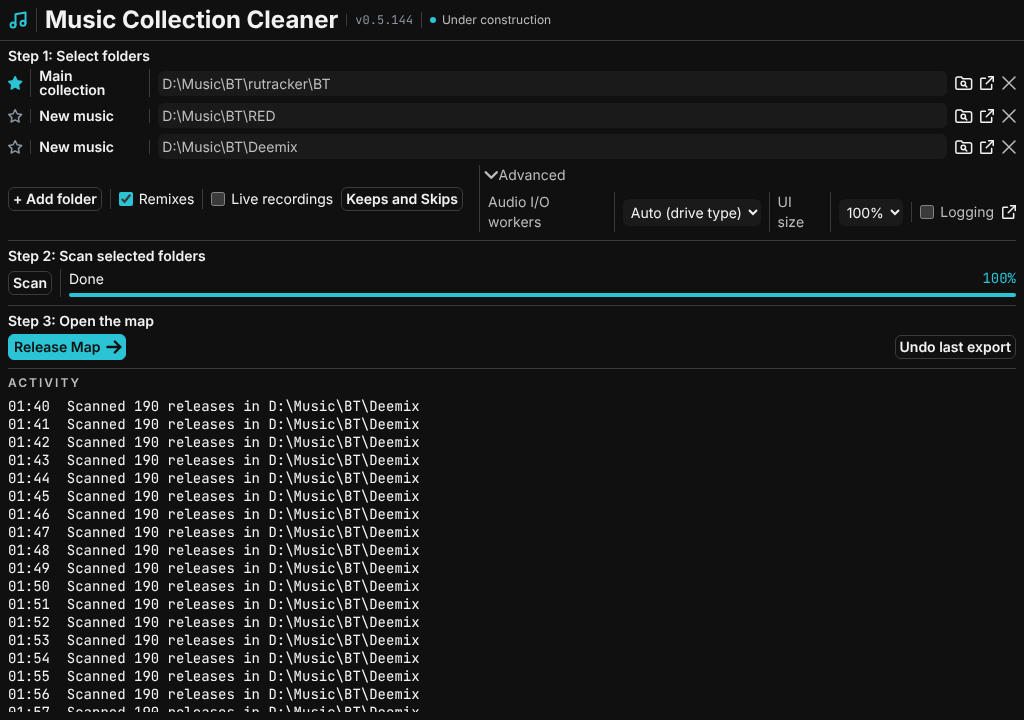 Music Collection Cleaner v0.5.144 Under construction
Step 1: Select folders
Main collection D:\Music\BT\rutracker\BT
New music D:\Music\BT\RED
New music D:\Music\BT\Deemix
+ Add folder Remixes Live recordings Keeps and Skips
Advanced
Audio I/O workers Auto (drive type) UI size 100% Logging
Step 2: Scan selected folders
Scan Done 100%
Step 3: Open the map
Release Map Undo last export
ACTIVITY
01:40 Scanned 190 releases in D:\Music\BT\Deemix
01:41 Scanned 190 releases in D:\Music\BT\Deemix
01:42 Scanned 190 releases in D:\Music\BT\Deemix
01:43 Scanned 190 releases in D:\Music\BT\Deemix
01:44 Scanned 190 releases in D:\Music\BT\Deemix
01:45 Scanned 190 releases in D:\Music\BT\Deemix
01:46 Scanned 190 releases in D:\Music\BT\Deemix
01:47 Scanned 190 releases in D:\Music\BT\Deemix
01:48 Scanned 190 releases in D:\Music\BT\Deemix
01:49 Scanned 190 releases in D:\Music\BT\Deemix
01:50 Scanned 190 releases in D:\Music\BT\Deemix
01:51 Scanned 190 releases in D:\Music\BT\Deemix
01:52 Scanned 190 releases in D:\Music\BT\Deemix
01:53 Scanned 190 releases in D:\Music\BT\Deemix
01:54 Scanned 190 releases in D:\Music\BT\Deemix
01:55 Scanned 190 releases in D:\Music\BT\Deemix
01:56 Scanned 190 releases in D:\Music\BT\Deemix
01:57 Scanned 190 releases in D:\Music\BT\Deemix